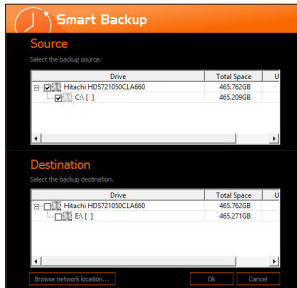 Smart Backup
Source
Select the backup source.
Drive Total Space U
Hitachi HDS721050CLA660 465.762GB
C:\ [ ] 465.209GB
Destination
Select the backup destination.
Drive Total Space U
Hitachi HDS721050CLA660 465.762GB
E:\ [ ] 465.271GB
Browse network location... Ok Cancel